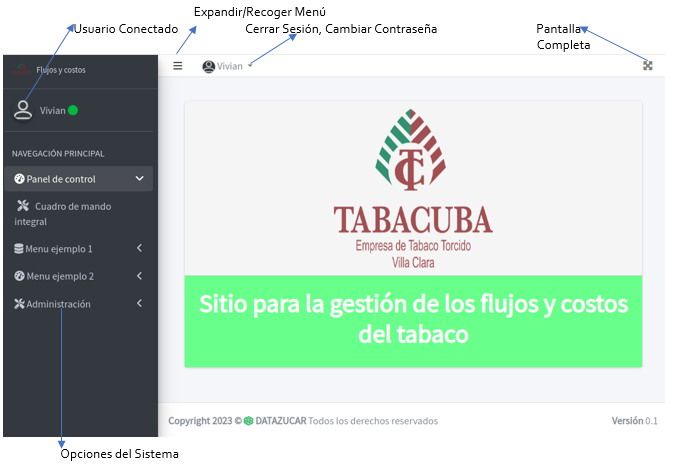 Expandir/Recoger Menú
Usuario Conectado
Cerrar Sesión, Cambiar Contraseña
Pantalla
Completa
Flujos y costos
Vivian
Vivian
NAVEGACIÓN PRINCIPAL
Panel de control
Cuadro de mando
integral
Menu ejemplo 1
Menu ejemplo 2
Administración
TC
TABACUBA
Empresa de Tabaco Torcido
Villa Clara
Sitio para la gestión de los flujos y costos
del tabaco
Copyright 2023 © DATAZUCAR Todos los derechos reservados
Versión 0.1
Opciones del Sistema